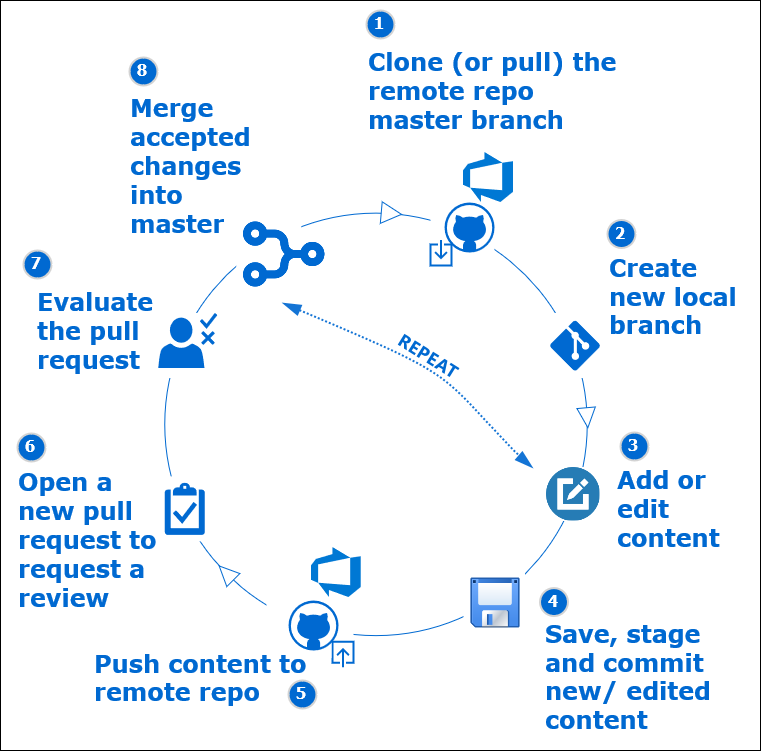 1
Clone (or pull) the
remote repo
master branch
2
Create
new local
branch
3
Add or
edit
content
4
Save, stage
and commit
new/ edited
content
Push content to
remote repo
5
6
Open a
new pull
request to
request a
review
7
Evaluate
the pull
request
8
Merge
accepted
changes
into
master
REPEAT